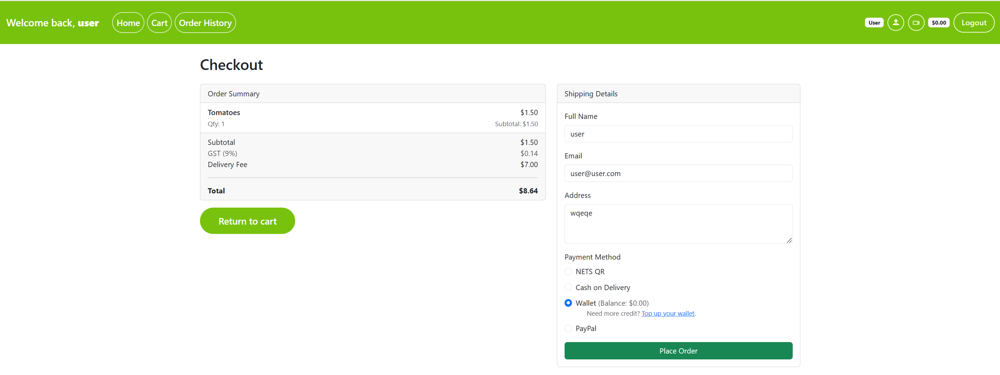 Welcome back, user Home Cart Order History User $0.00 Logout
Checkout
Order Summary
Tomatoes $1.50
Qty: 1 Subtotal: $1.50
Subtotal $1.50
GST (9%) $0.14
Delivery Fee $7.00
Total $8.64
Return to cart
Shipping Details
Full Name
user
Email
user@user.com
Address
wqeqe
Payment Method
NETS QR
Cash on Delivery
Wallet (Balance: $0.00)
Need more credit? Top up your wallet.
PayPal
Place Order